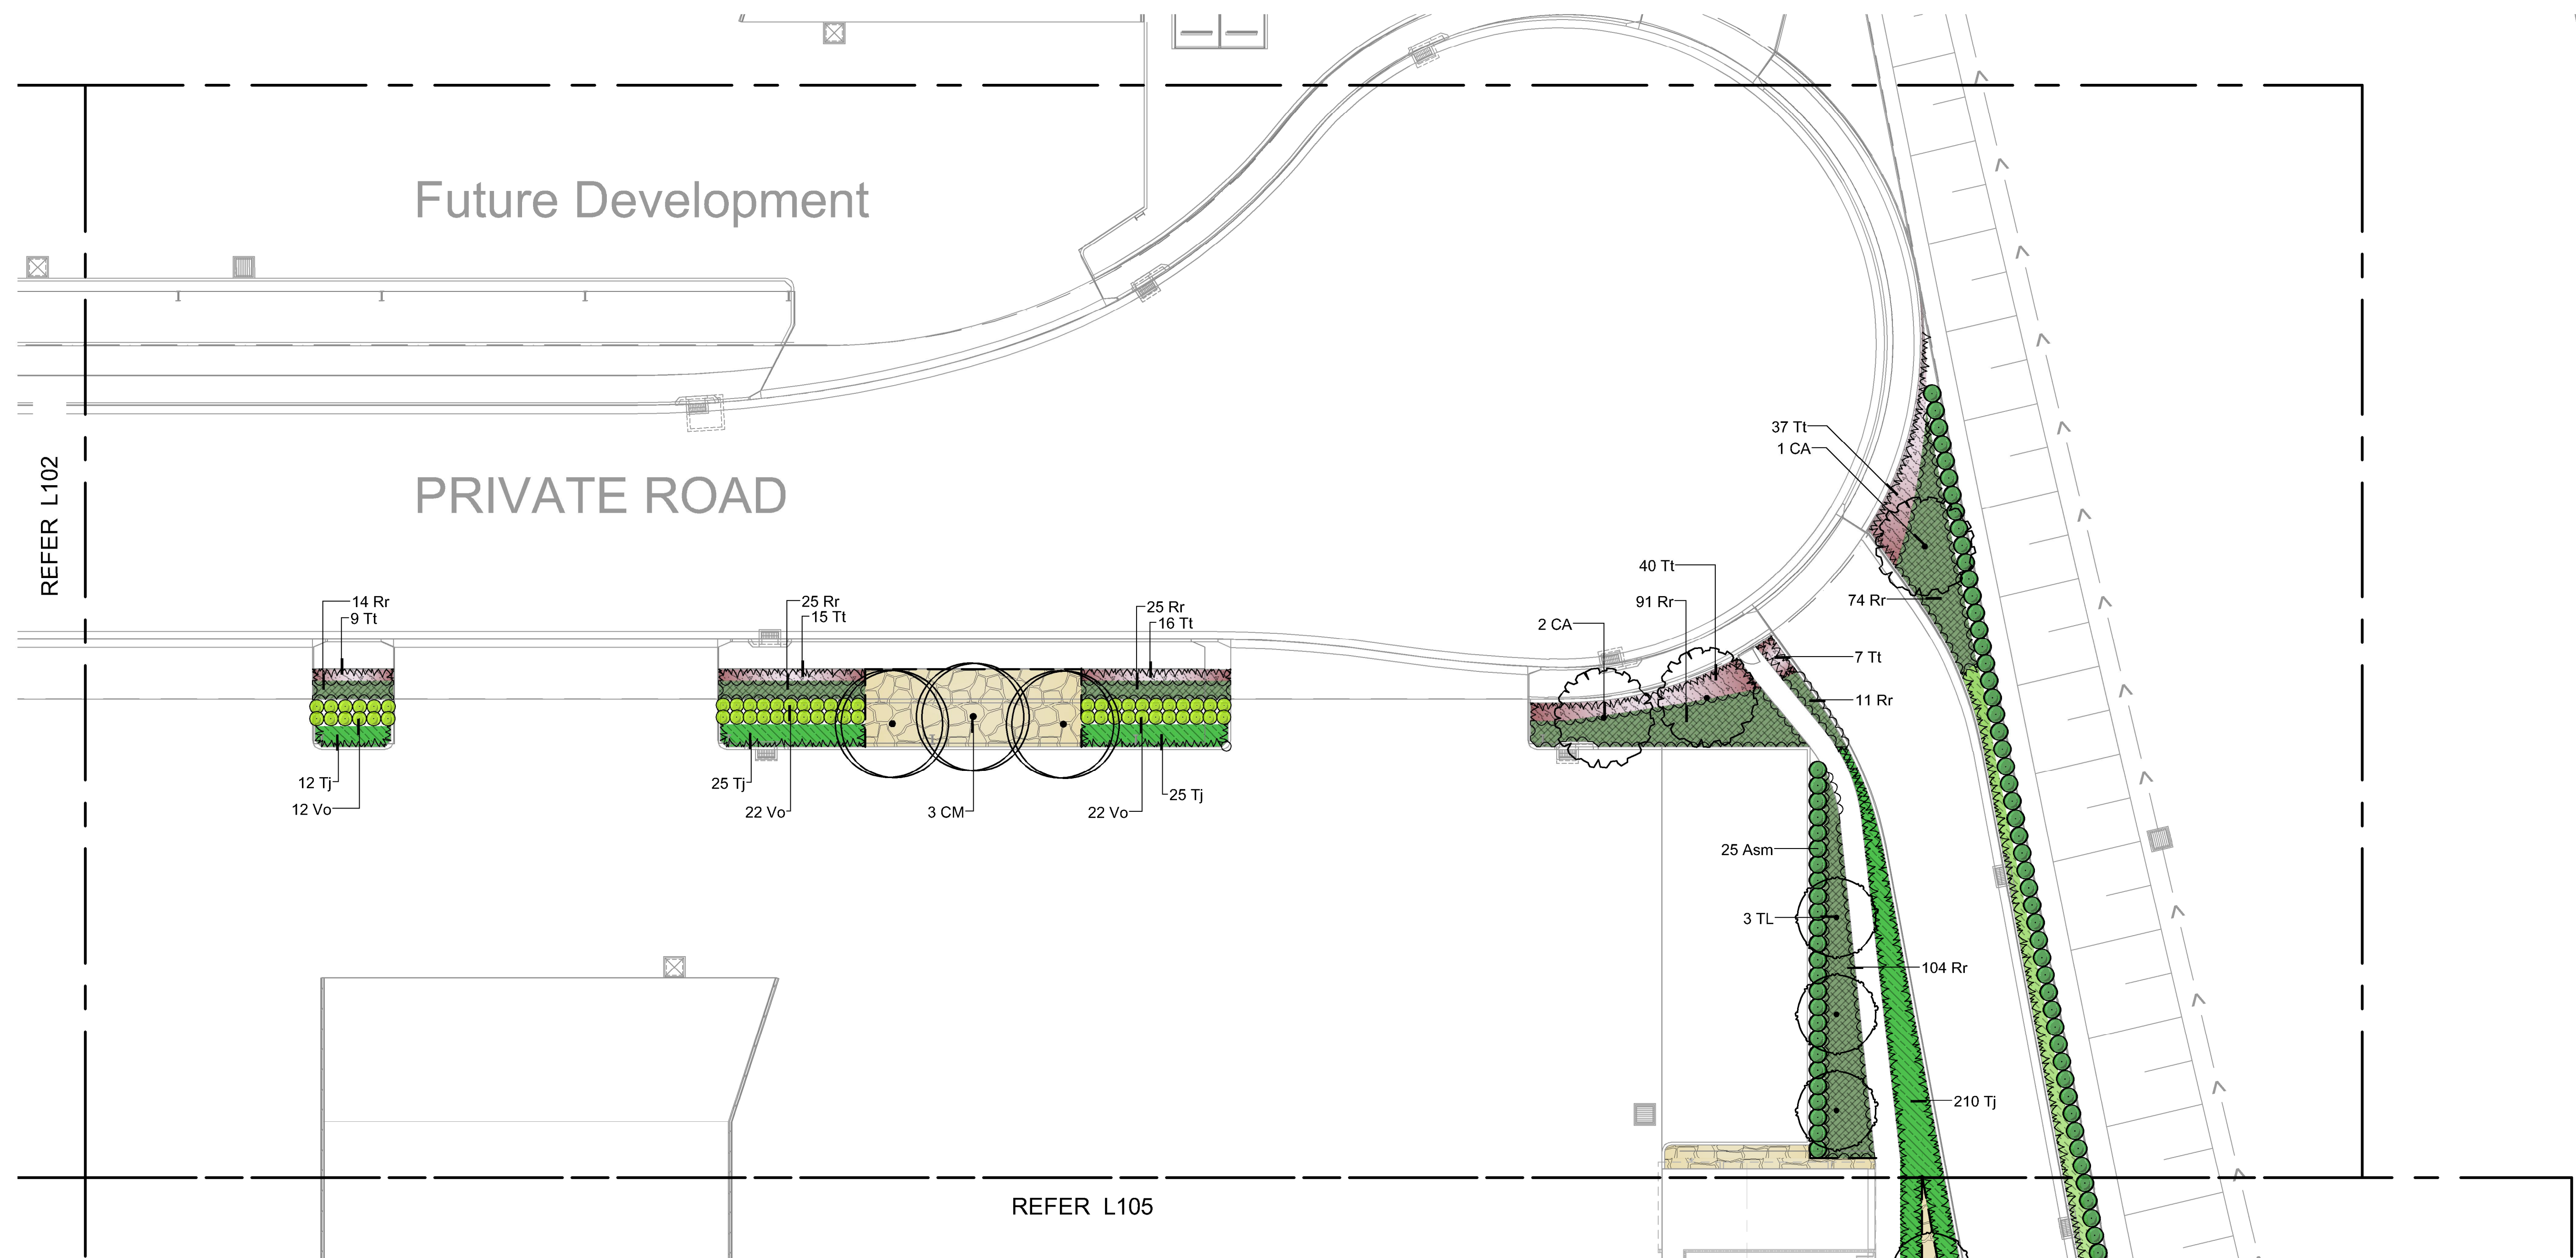 Future Development
PRIVATE ROAD
REFER L102
37 Tt
1 CA
40 Tt
91 Rr
74 Rr
2 CA
14 Rr
9 Tt
25 Rr
15 Tt
25 Rr
16 Tt
7 Tt
11 Rr
12 Tj
12 Vo
25 Tj
22 Vo
3 CM
22 Vo
25 Tj
25 Asm
3 TL
104 Rr
210 Tj
REFER L105